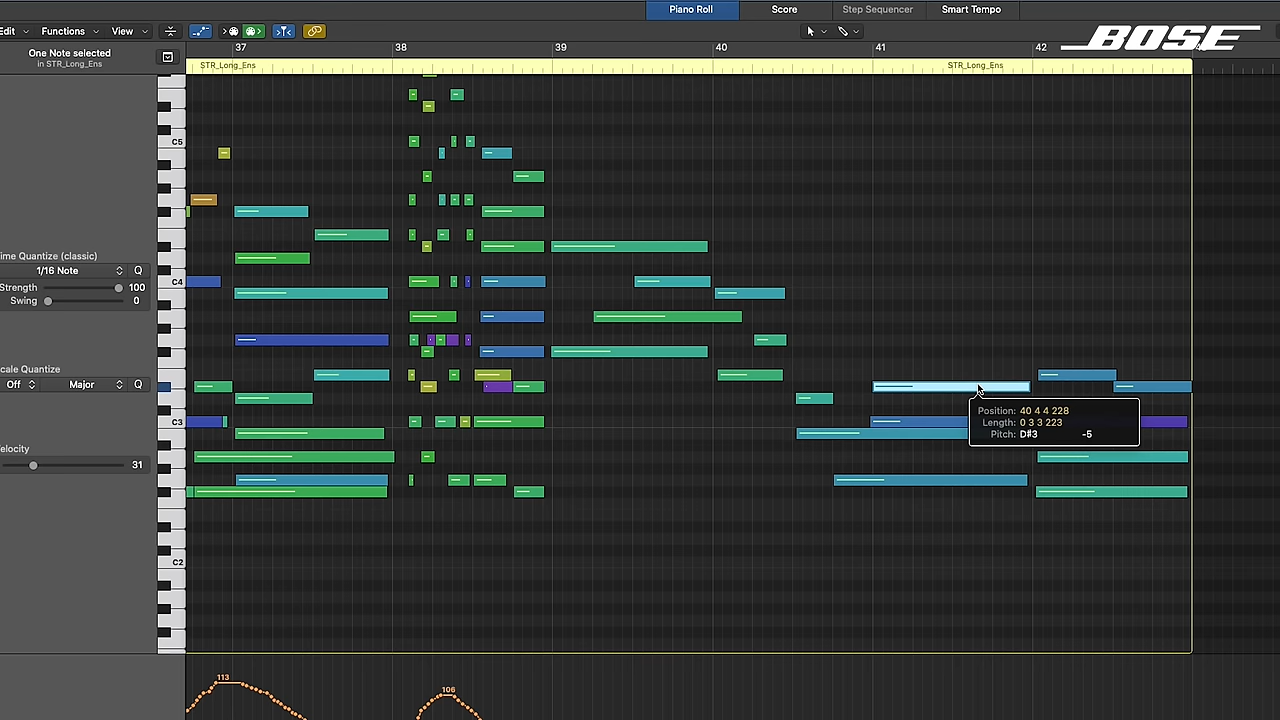 Piano Roll
Score
Step Sequencer
Smart Tempo
Edit
Functions
View
BOSE
37
38
39
40
41
42
One Note selected
in STR_Long_Ens
STR_Long_Ens
STR_Long_Ens
C5
C4
C3
C2
ime Quantize (classic)
1/16 Note
Q
Strength
100
Swing
0
cale Quantize
Off
Major
Q
elocity
31
Position: 40 4 4 228
Length: 0 3 3 223
Pitch: D#3 -5
113
106